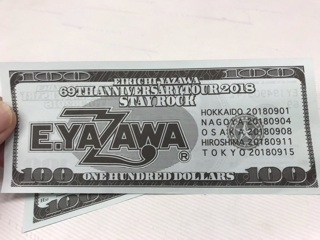 100 100
EIKICHI YAZAWA
69TH ANNIVERSARY TOUR 2018
STAY ROCK
E.YAZAWA®
HOKKAIDO 20180901
NAGOYA 20180904
OSAKA 20180908
HIROSHIMA 20180911
TOKYO 20180915
100 ONE HUNDRED DOLLARS 100